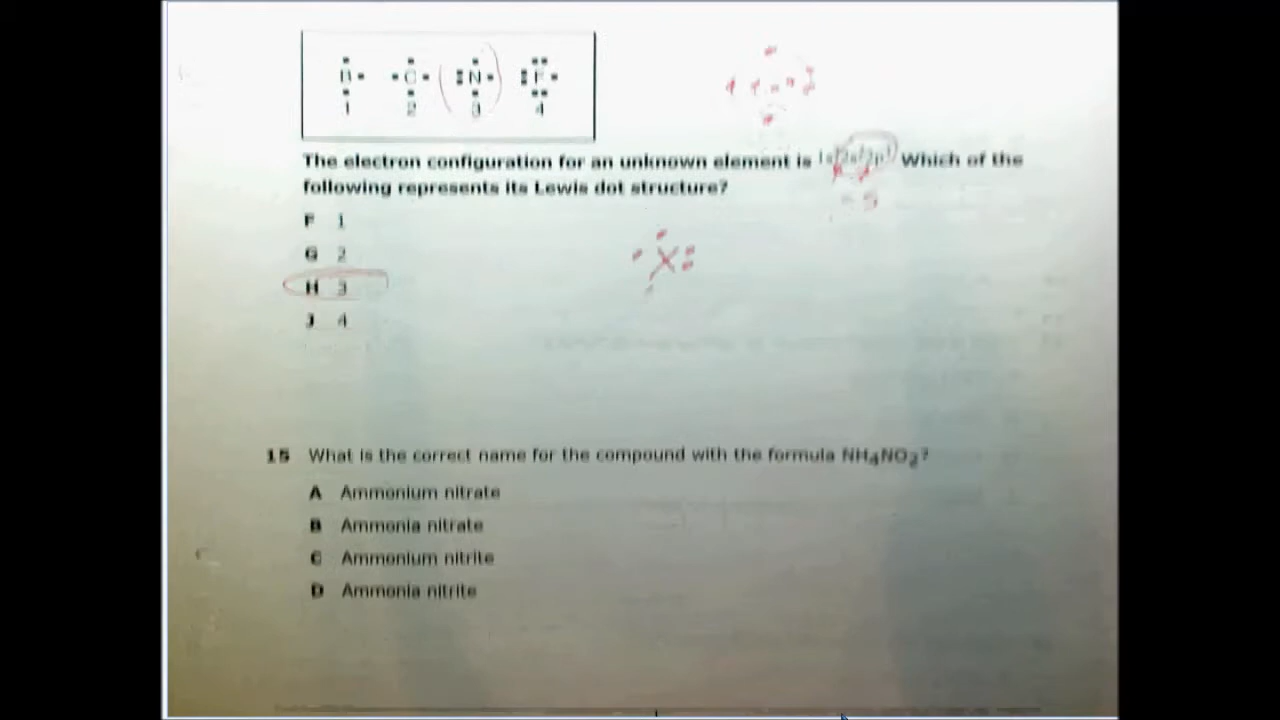 B C N F
1 2 3 4
The electron configuration for an unknown element is 1s²2s²2p³ Which of the
following represents its Lewis dot structure?
= 5
F 1
X
G 2
H 3
J 4
15 What is the correct name for the compound with the formula NH₄NO₂?
A Ammonium nitrate
B Ammonia nitrate
C Ammonium nitrite
D Ammonia nitrite